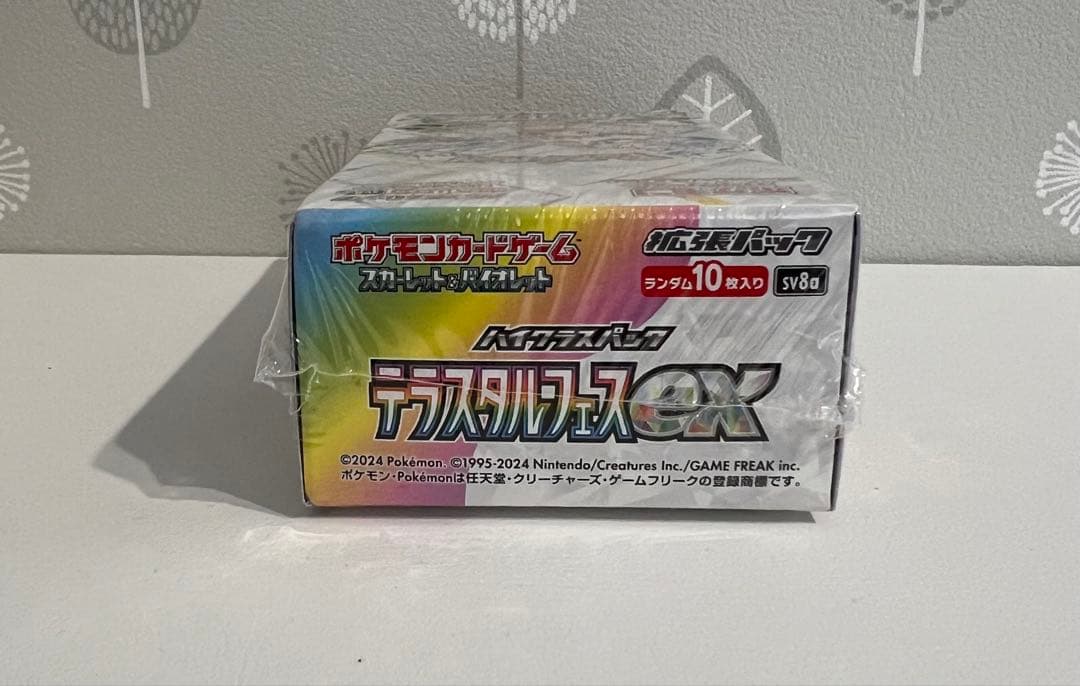 ポケモンカードゲーム™
スカーレット&バイオレット
拡張パック
ランダム10枚入り SV8a
ハイクラスパック
テラスタルフェスex
©2024 Pokémon. ©1995-2024 Nintendo/Creatures Inc./GAME FREAK inc.
ポケモン・Pokémonは任天堂・クリーチャーズ・ゲームフリークの登録商標です。